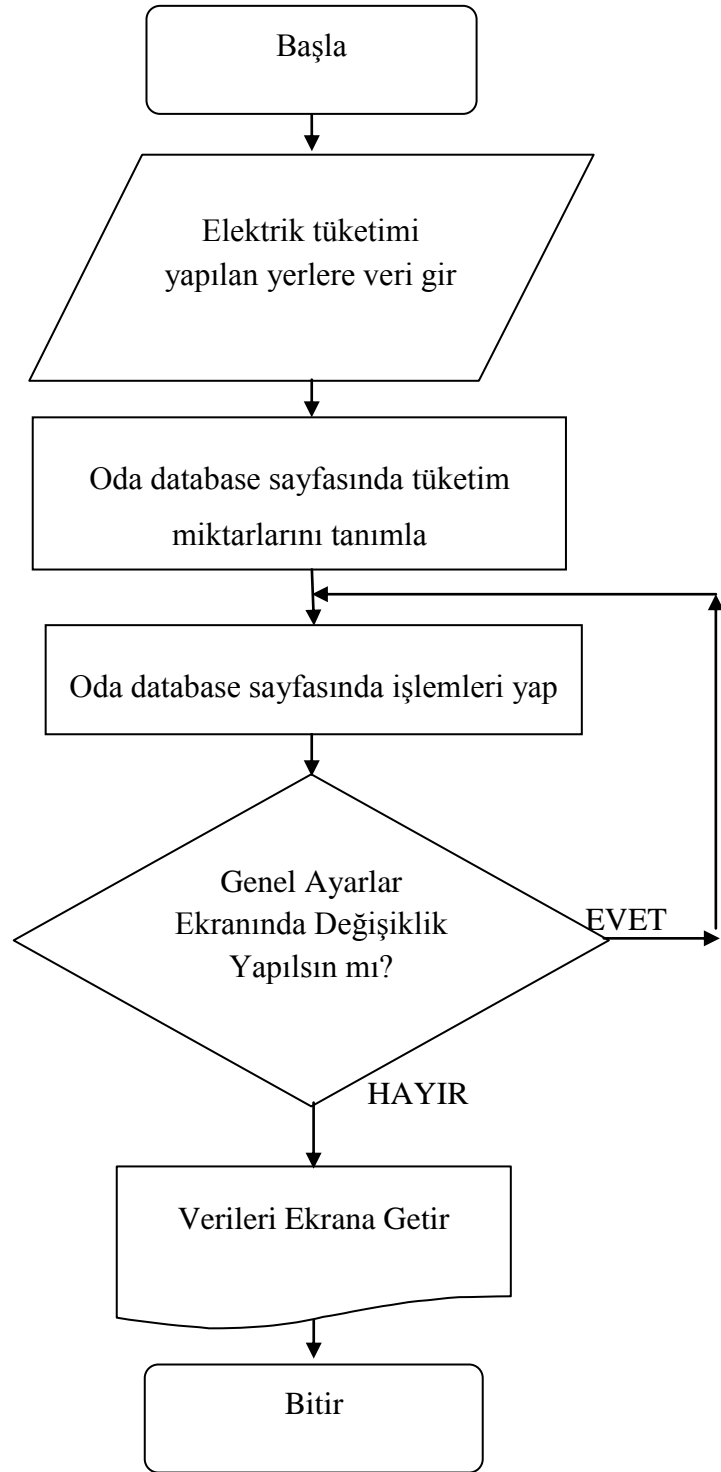 Başla
Elektrik tüketimi
yapılan yerlere veri gir
Oda database sayfasında tüketim
miktarlarını tanımla
Oda database sayfasında işlemleri yap
Genel Ayarlar
Ekranında Değişiklik
Yapılsın mı?
EVET
HAYIR
Verileri Ekrana Getir
Bitir